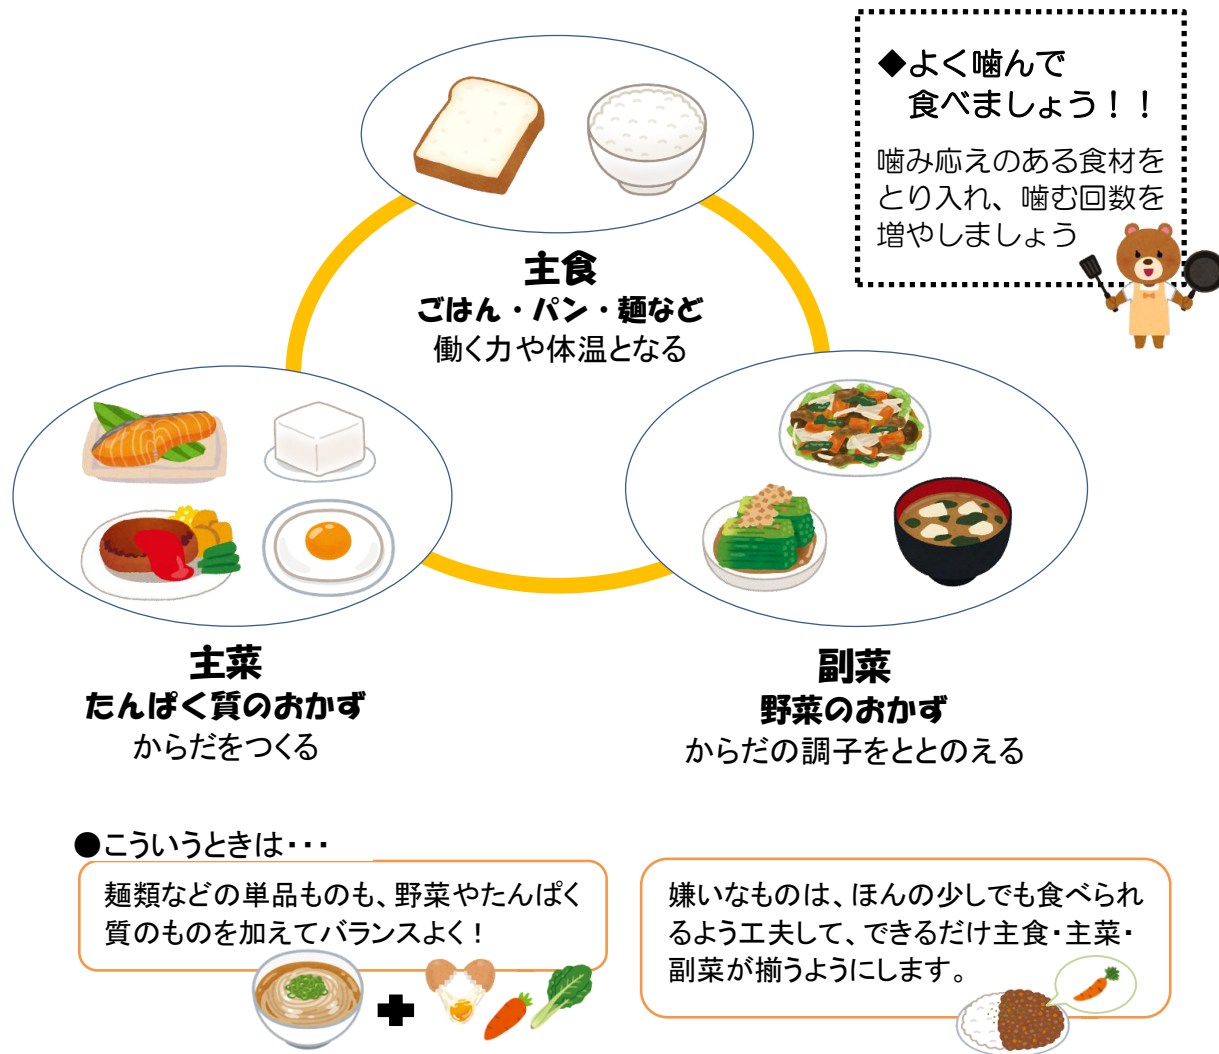 ◆よく噛んで
食べましょう！！
噛み応えのある食材を
とり入れ、噛む回数を
増やしましょう
主食
ごはん・パン・麺など
働く力や体温となる
主菜
たんぱく質のおかず
からだをつくる
副菜
野菜のおかず
からだの調子をととのえる
●こういうときは･･･
麺類などの単品ものも、野菜やたんぱく
質のものを加えてバランスよく！
嫌いなものは、ほんの少しでも食べられ
るよう工夫して、できるだけ主食・主菜・
副菜が揃うようにします。